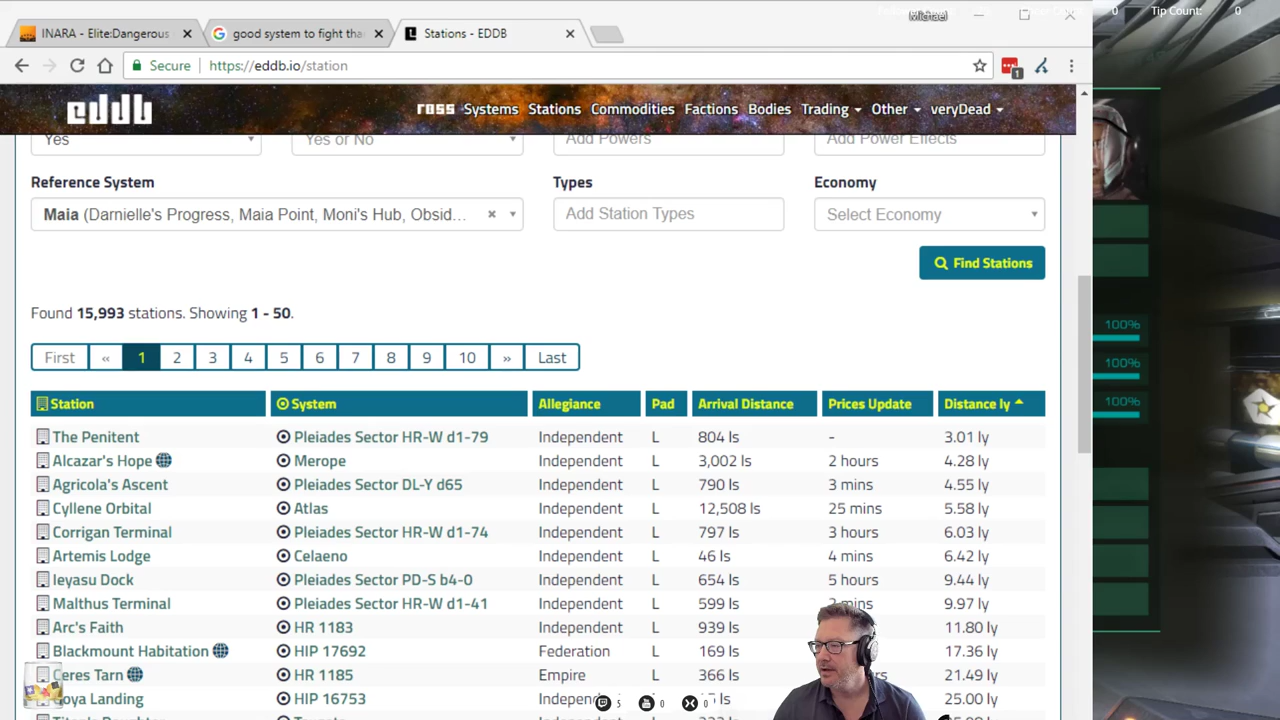 Michael
Tip Count: 0
INARA - Elite:Dangerous
good system to fight tha
Stations - EDDB
Secure https://eddb.io/station
1
eddb
ross Systems Stations Commodities Factions Bodies Trading Other veryDead
Yes
Yes or No
Add Powers
Add Power Effects
Reference System
Types
Economy
Maia (Darnielle's Progress, Maia Point, Moni's Hub, Obsid...
Add Station Types
Select Economy
Find Stations
Found 15,993 stations. Showing 1 - 50.
First « 1 2 3 4 5 6 7 8 9 10 » Last
Station System Allegiance Pad Arrival Distance Prices Update Distance ly
The Penitent Pleiades Sector HR-W d1-79 Independent L 804 ls - 3.01 ly
Alcazar's Hope Merope Independent L 3,002 ls 2 hours 4.28 ly
Agricola's Ascent Pleiades Sector DL-Y d65 Independent L 790 ls 3 mins 4.55 ly
Cyllene Orbital Atlas Independent L 12,508 ls 25 mins 5.58 ly
Corrigan Terminal Pleiades Sector HR-W d1-74 Independent L 797 ls 3 hours 6.03 ly
Artemis Lodge Celaeno Independent L 46 ls 4 mins 6.42 ly
Ieyasu Dock Pleiades Sector PD-S b4-0 Independent L 654 ls 5 hours 9.44 ly
Malthus Terminal Pleiades Sector HR-W d1-41 Independent L 599 ls mins 9.97 ly
Arc's Faith HR 1183 Independent L 939 ls 11.80 ly
Blackmount Habitation HIP 17692 Federation L 169 ls 17.36 ly
Ceres Tarn HR 1185 Empire L 366 ls 21.49 ly
HIP 16753 L 25.00 ly
5 0 0
100%
100%
100%